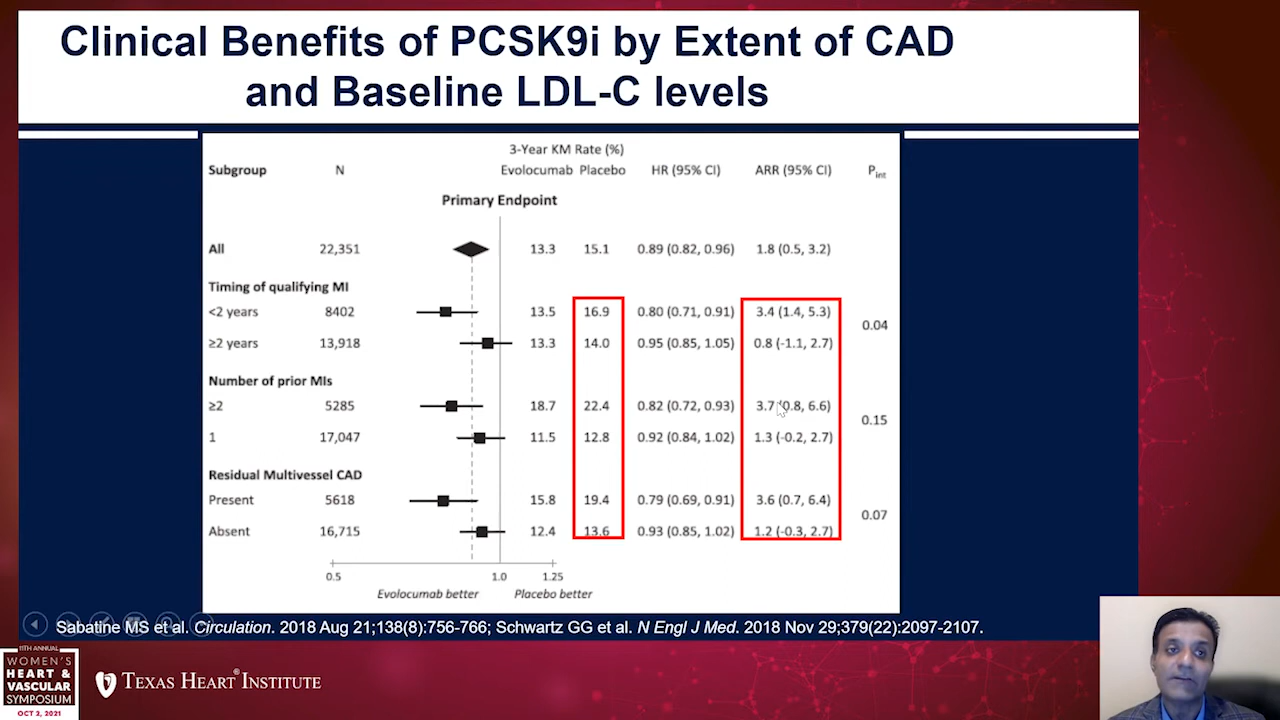 Clinical Benefits of PCSK9i by Extent of CAD
and Baseline LDL-C levels
3-Year KM Rate (%)
Subgroup N Evolocumab Placebo HR (95% CI) ARR (95% CI) Pint
Primary Endpoint
All 22,351 13.3 15.1 0.89 (0.82, 0.96) 1.8 (0.5, 3.2)
Timing of qualifying MI
<2 years 8402 13.5 16.9 0.80 (0.71, 0.91) 3.4 (1.4, 5.3)
0.04
≥2 years 13,918 13.3 14.0 0.95 (0.85, 1.05) 0.8 (-1.1, 2.7)
Number of prior MIs
≥2 5285 18.7 22.4 0.82 (0.72, 0.93) 3.7 (0.8, 6.6)
0.15
1 17,047 11.5 12.8 0.92 (0.84, 1.02) 1.3 (-0.2, 2.7)
Residual Multivessel CAD
Present 5618 15.8 19.4 0.79 (0.69, 0.91) 3.6 (0.7, 6.4)
0.07
Absent 16,715 12.4 13.6 0.93 (0.85, 1.02) 1.2 (-0.3, 2.7)
0.5 1.0 1.25
Evolocumab better Placebo better
Sabatine MS et al. Circulation. 2018 Aug 21;138(8):756-766; Schwartz GG et al. N Engl J Med. 2018 Nov 29;379(22):2097-2107.
11TH ANNUAL
WOMEN'S
HEART &
VASCULAR
SYMPOSIUM
OCT 2, 2021
TEXAS HEART® INSTITUTE